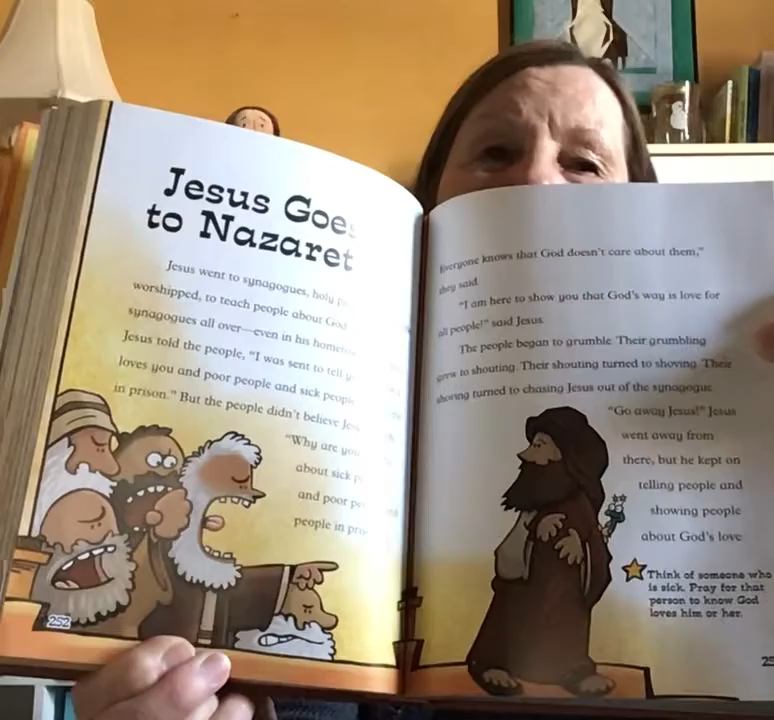 Jesus Goes
to Nazaret
Jesus went to synagogues, holy
worshipped, to teach people about God
synagogues all over—even in his
Jesus told the people, "I was sent to tell
loves you and poor people and sick people
in prison." But the people didn't believe
"Why are you
about sick
and poor
people in
252
Everyone knows that God doesn't care about them,"
they said.
"I am here to show you that God's way is love for
all people!" said Jesus.
The people began to grumble. Their grumbling
grew to shouting. Their shouting turned to shoving. Their
shoving turned to chasing Jesus out of the synagogue.
"Go away Jesus!" Jesus
went away from
there, but he kept on
telling people and
showing people
about God's love
Think of someone who
is sick. Pray for that
person to know God
loves him or her.